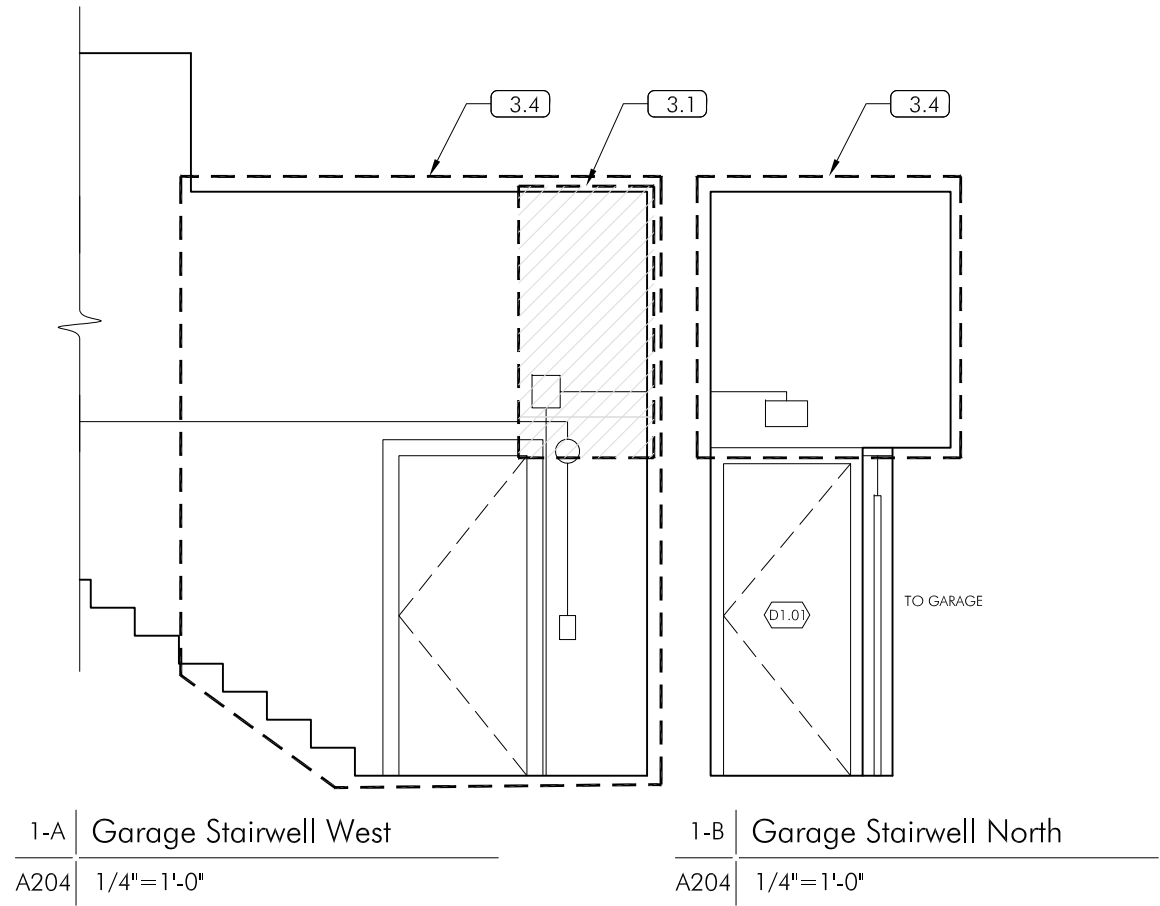 3.4
3.1
3.4
D1.01
TO GARAGE
1-A Garage Stairwell West
A204 1/4"=1'-0"
1-B Garage Stairwell North
A204 1/4"=1'-0"